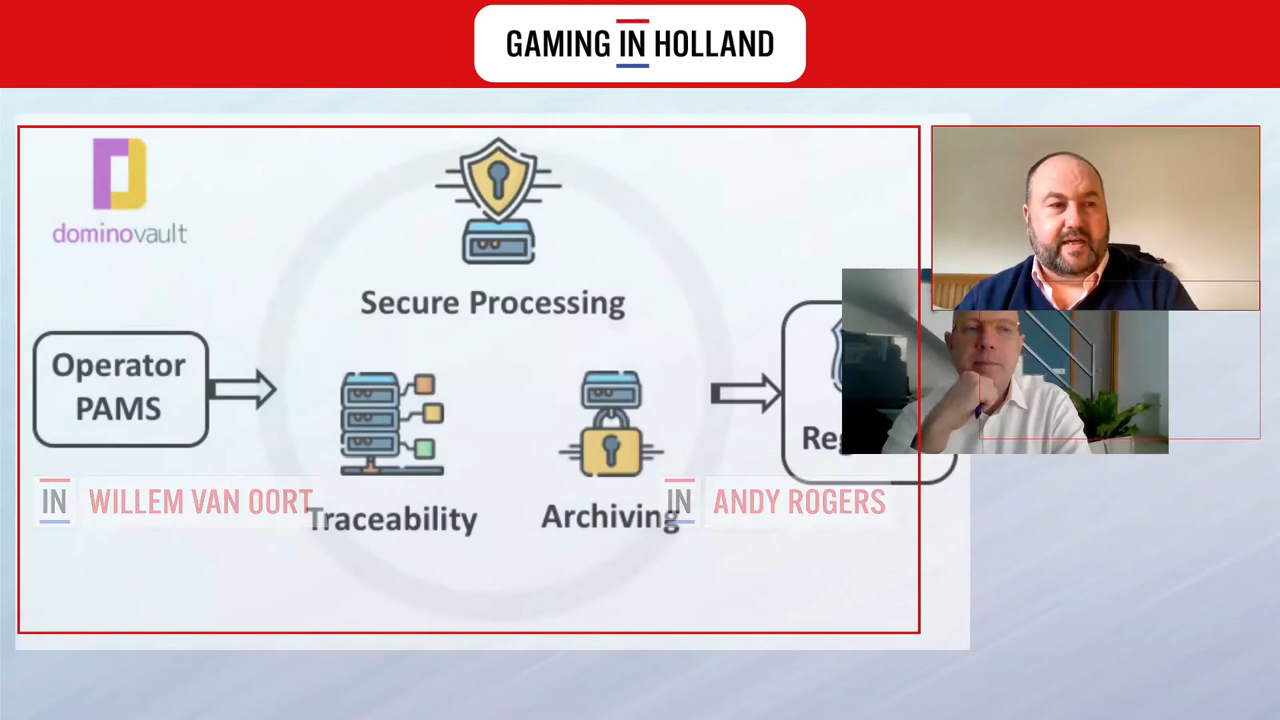 GAMING IN HOLLAND
dominovault
Secure Processing
Operator
PAMS
Traceability
Archiving
IN WILLEM VAN OORT
IN ANDY ROGERS